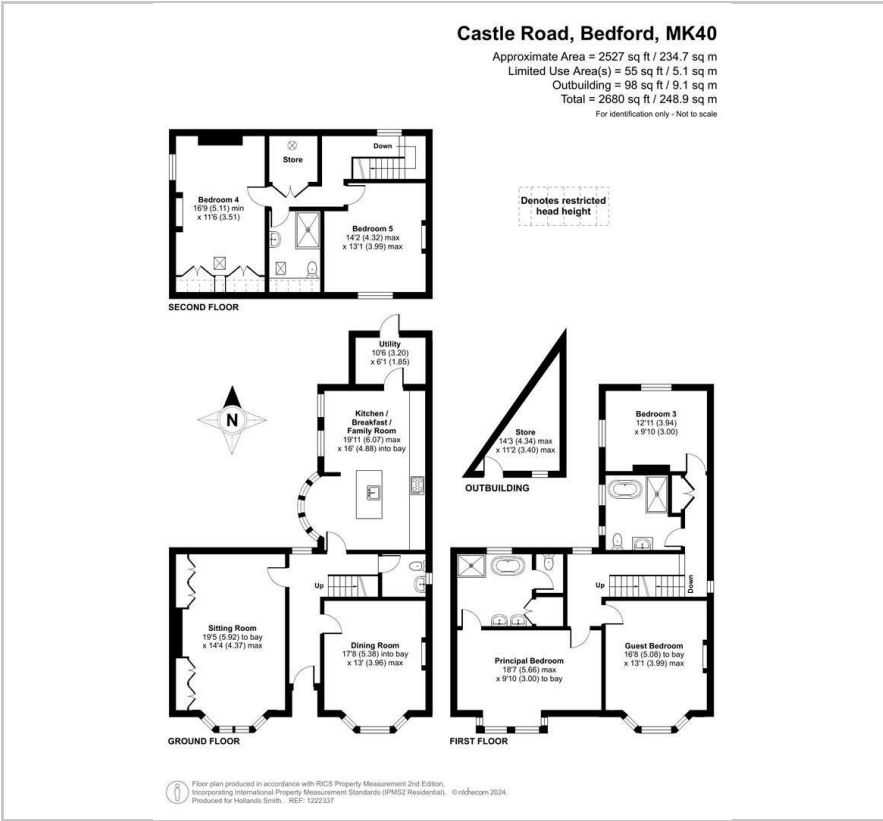 Castle Road, Bedford, MK40
Approximate Area = 2527 sq ft / 234.7 sq m
Limited Use Area(s) = 55 sq ft / 5.1 sq m
Outbuilding = 98 sq ft / 9.1 sq m
Total = 2680 sq ft / 248.9 sq m
For identification only - Not to scale
Down
Store
Bedroom 4
16'9 (5.11) min
x 11'6 (3.51)
Bedroom 5
14'2 (4.32) max
x 13'1 (3.99) max
SECOND FLOOR
Denotes restricted
head height
Utility
10'6 (3.20)
x 6'1 (1.85)
N
Kitchen /
Breakfast /
Family Room
19'11 (6.07) max
x 16' (4.88) into bay
Store
14'3 (4.34) max
x 11'2 (3.40) max
OUTBUILDING
Bedroom 3
12'11 (3.94)
x 9'10 (3.00)
Up
Sitting Room
19'5 (5.92) to bay
x 14'4 (4.37) max
Dining Room
17'8 (5.38) into bay
x 13' (3.96) max
GROUND FLOOR
Up
Down
Principal Bedroom
18'7 (5.66) max
x 9'10 (3.00) to bay
Guest Bedroom
16'8 (5.08) to bay
x 13'1 (3.99) max
FIRST FLOOR
Floor plan produced in accordance with RICS Property Measurement 2nd Edition,
Incorporating International Property Measurement Standards (IPMS2 Residential). © nichecom 2024.
Produced for Hollands Smith. REF: 1222337